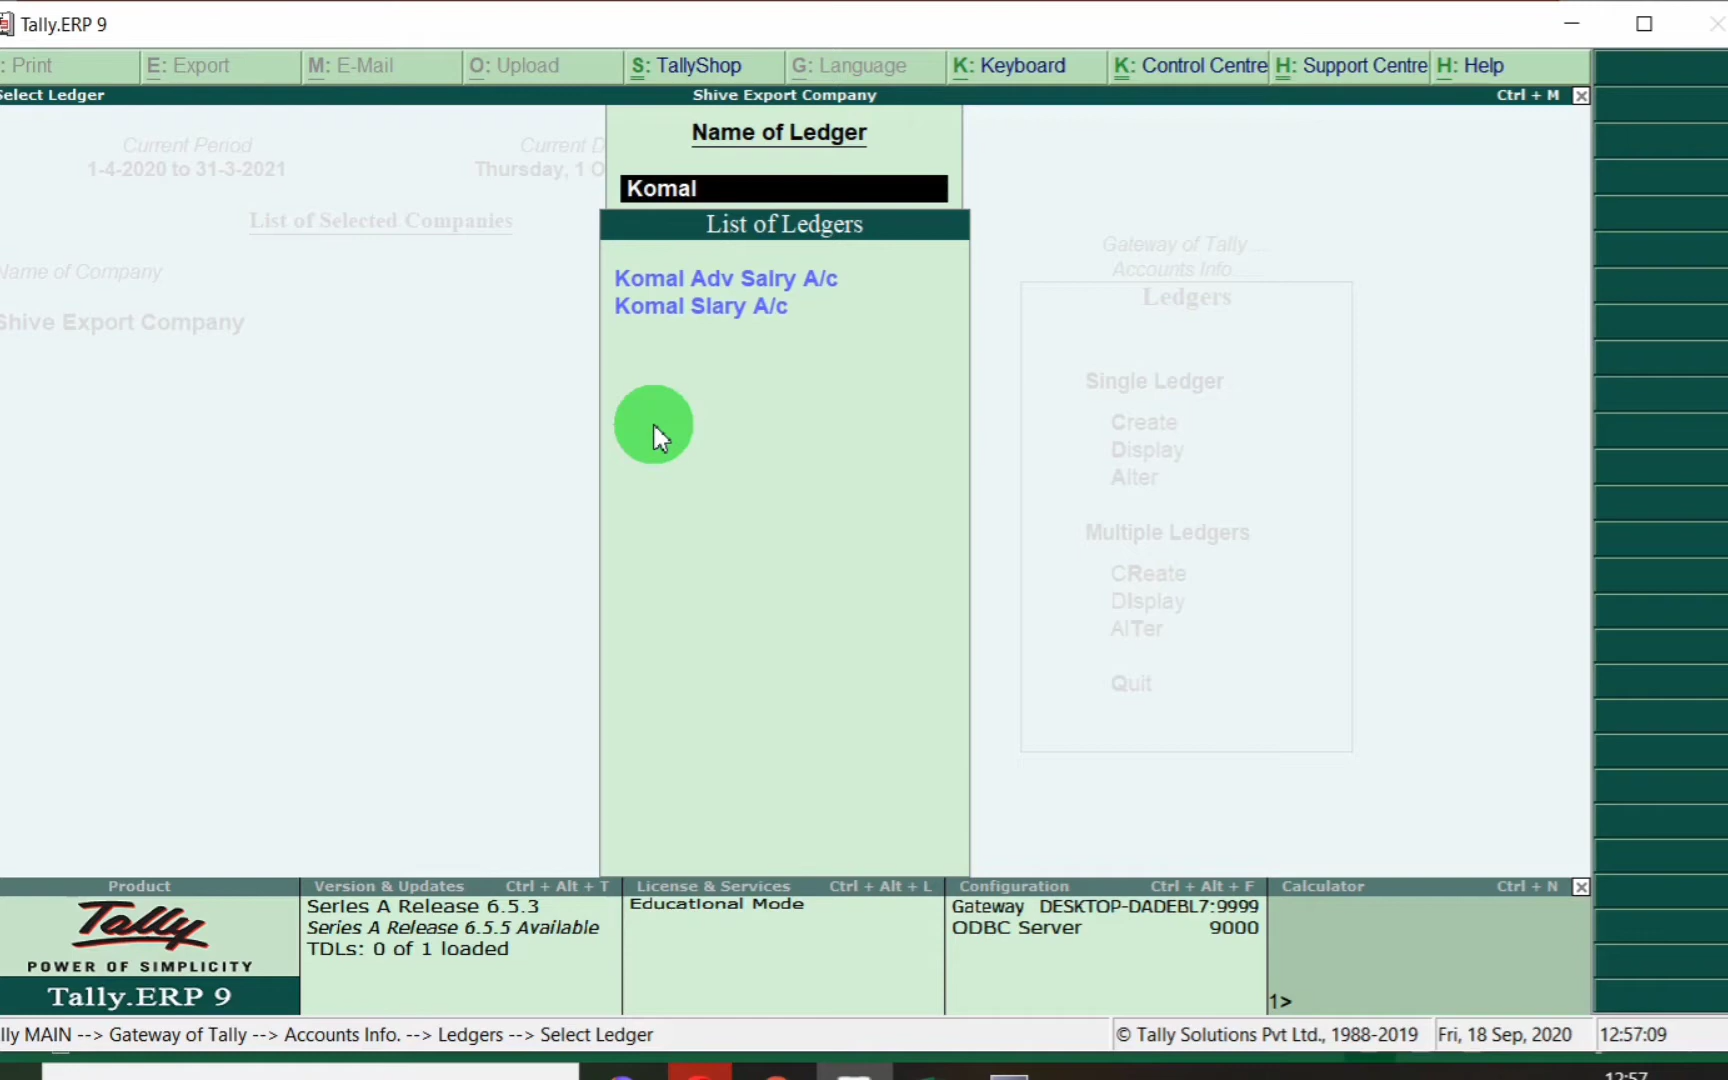 Tally.ERP 9
: Print E: Export M: E-Mail O: Upload S: TallyShop G: Language K: Keyboard K: Control Centre H: Support Centre H: Help
Select Ledger Shive Export Company Ctrl + M
Name of Ledger
Current Period
1-4-2020 to 31-3-2021
Current D
Thursday, 1 O
Komal
List of Selected Companies
List of Ledgers
Name of Company
Shive Export Company
Komal Adv Salry A/c
Komal Slary A/c
Gateway of Tally ...
Accounts Info......
Ledgers
Single Ledger
Create
Display
Alter
Multiple Ledgers
CReate
DIsplay
AlTer
Quit
Product
Tally
POWER OF SIMPLICITY
Tally.ERP 9
Version & Updates Ctrl + Alt + T
Series A Release 6.5.3
Series A Release 6.5.5 Available
TDLs: 0 of 1 loaded
License & Services Ctrl + Alt + L
Educational Mode
Configuration Ctrl + Alt + F
Gateway DESKTOP-DADEBL7:9999
ODBC Server 9000
Calculator Ctrl + N
1>
lly MAIN --> Gateway of Tally --> Accounts Info. --> Ledgers --> Select Ledger © Tally Solutions Pvt Ltd., 1988-2019 Fri, 18 Sep, 2020 12:57:09
12:57